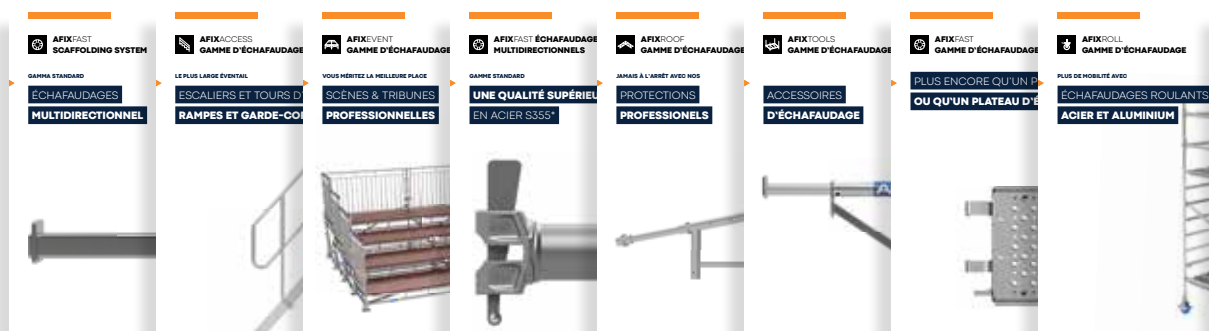 AFIXFAST
SCAFFOLDING SYSTEM
GAMMA STANDARD
ÉCHAFAUDAGES
MULTIDIRECTIONNEL
AFIXACCESS
GAMME D'ÉCHAFAUDAGE
LE PLUS LARGE ÉVENTAIL
ESCALIERS ET TOURS D'
RAMPES ET GARDE-CO
AFIXEVENT
GAMME D'ÉCHAFAUDAGE
VOUS MÉRITEZ LA MEILLEURE PLACE
SCÈNES & TRIBUNES
PROFESSIONNELLES
AFIXFAST ÉCHAFAUDAGE
MULTIDIRECTIONNELS
GAMME STANDARD
UNE QUALITÉ SUPÉRIEU
EN ACIER S355*
AFIXROOF
GAMME D'ÉCHAFAUDAGE
JAMAIS À L'ARRÊT AVEC NOS
PROTECTIONS
PROFESSIONELS
AFIXTOOLS
GAMME D'ÉCHAFAUDAGE
ACCESSOIRES
D'ÉCHAFAUDAGE
AFIXFAST
GAMME D'ÉCHAFAUDAGE
PLUS ENCORE QU'UN P
OU QU'UN PLATEAU D'É
AFIXROLL
GAMME D'ÉCHAFAUDAGE
PLUS DE MOBILITÉ AVEC
ÉCHAFAUDAGES ROULANTS
ACIER ET ALUMINIUM